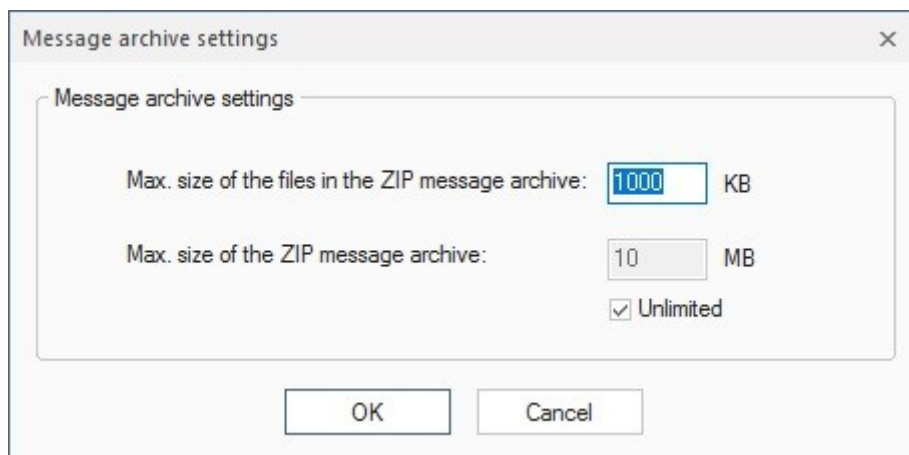 Message archive settings
Message archive settings
Max. size of the files in the ZIP message archive: 1000 KB
Max. size of the ZIP message archive: 10 MB
Unlimited
OK Cancel